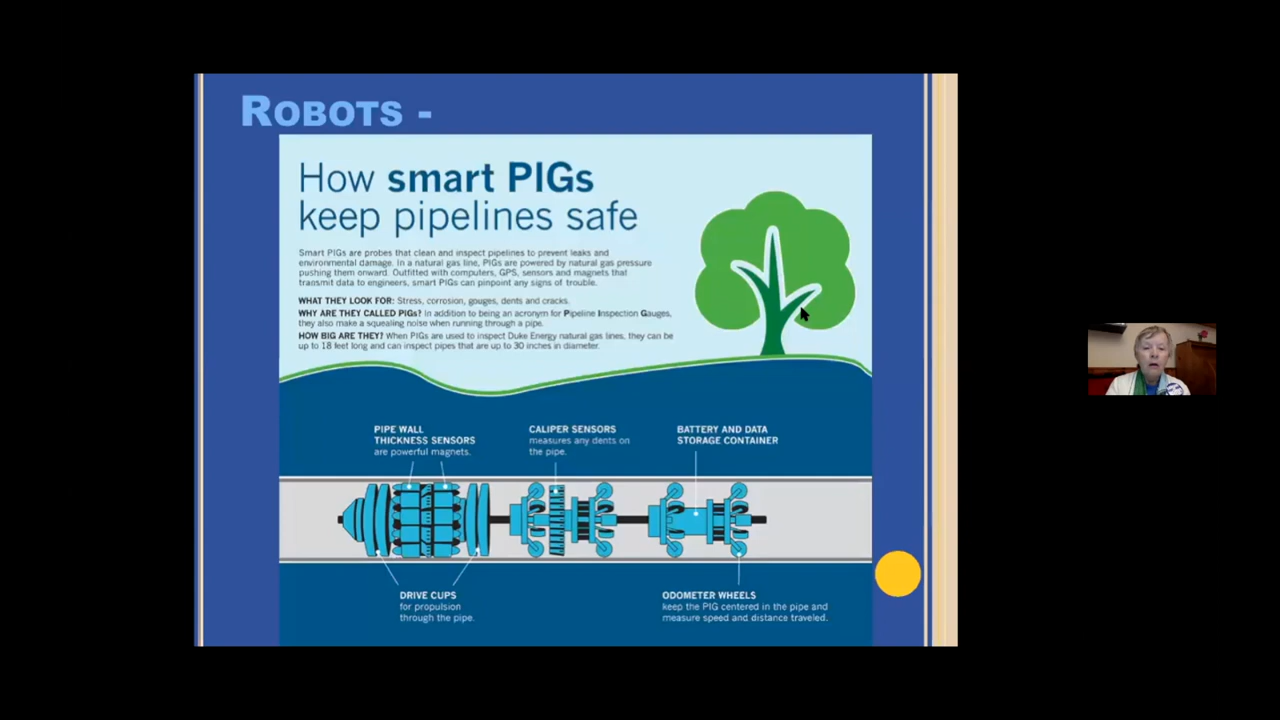 ROBOTS -
How smart PIGs
keep pipelines safe
Smart PIGs are probes that clean and inspect pipelines to prevent leaks and
environmental damage. In a natural gas line, PIGs are powered by natural gas pressure
pushing them onward. Outfitted with computers, GPS, sensors and magnets that
transmit data to engineers, smart PIGs can pinpoint any signs of trouble.
WHAT THEY LOOK FOR: Stress, corrosion, gouges, dents and cracks.
WHY ARE THEY CALLED PIGs? In addition to being an acronym for Pipeline Inspection Gauges,
they also make a squealing noise when running through a pipe.
HOW BIG ARE THEY? When PIGs are used to inspect Duke Energy natural gas lines, they can be
up to 18 feet long and can inspect pipes that are up to 30 inches in diameter.
PIPE WALL
THICKNESS SENSORS
are powerful magnets.
CALIPER SENSORS
measures any dents on
the pipe.
BATTERY AND DATA
STORAGE CONTAINER
DRIVE CUPS
for propulsion
through the pipe.
ODOMETER WHEELS
keep the PIG centered in the pipe and
measure speed and distance traveled.